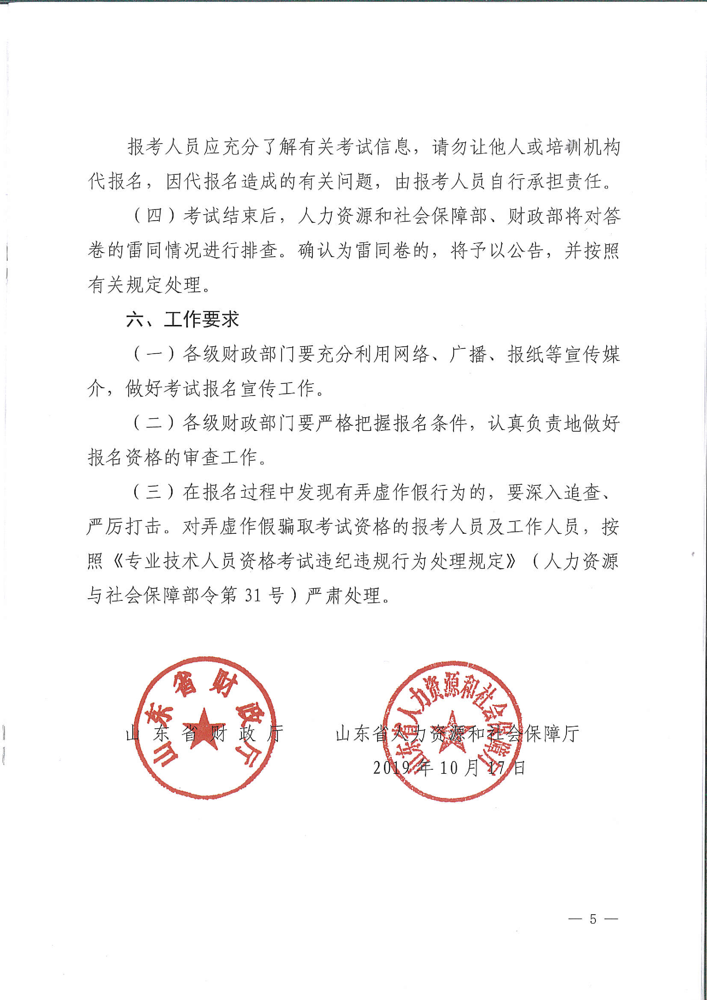 报考人员应充分了解有关考试信息，请勿让他人或培训机构
代报名，因代报名造成的有关问题，由报考人员自行承担责任。
（四）考试结束后，人力资源和社会保障部、财政部将对答
卷的雷同情况进行排查。确认为雷同卷的，将予以公告，并按照
有关规定处理。
六、工作要求
（一）各级财政部门要充分利用网络、广播、报纸等宣传媒
介，做好考试报名宣传工作。
（二）各级财政部门要严格把握报名条件，认真负责地做好
报名资格的审查工作。
（三）在报名过程中发现有弄虚作假行为的，要深入追查、
严厉打击。对弄虚作假骗取考试资格的报考人员及工作人员，按
照《专业技术人员资格考试违纪违规行为处理规定》（人力资源
与社会保障部令第 31 号）严肃处理。
山东省财政厅
山东省人力资源和社会保障厅
山东省财政厅
山东省人力资源和社会保障厅
2019 年 10 月 17 日
— 5 —